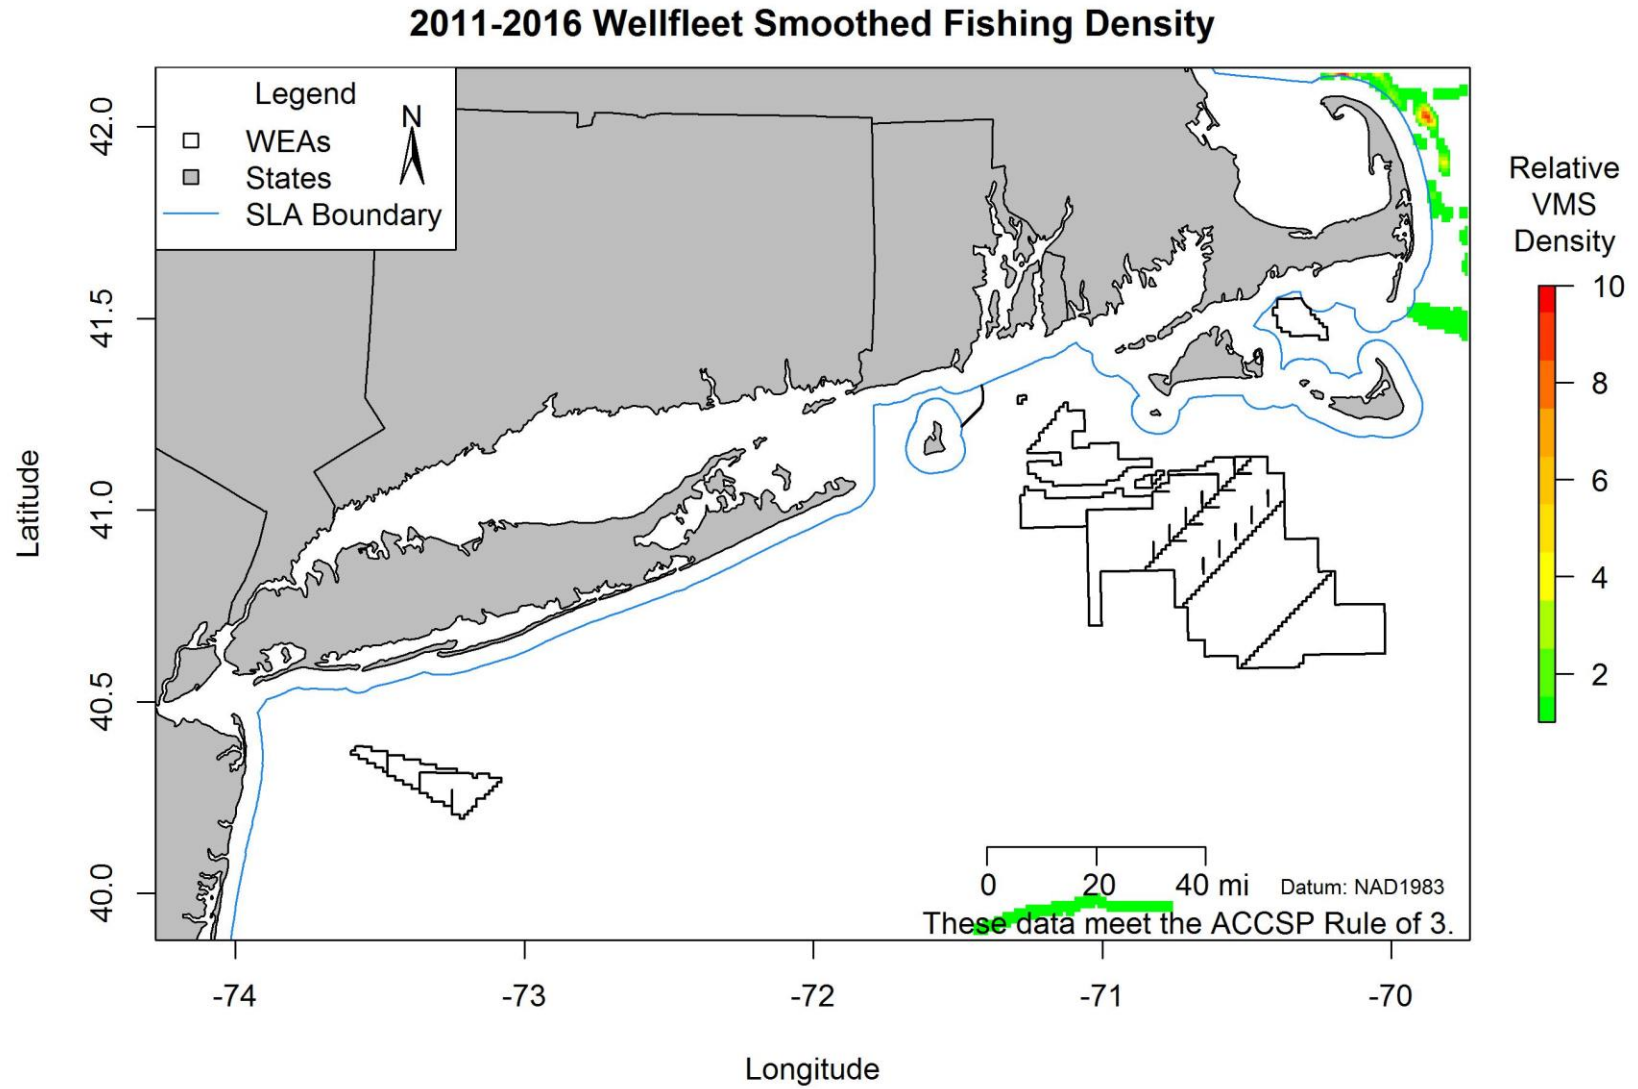 2011-2016 Wellfleet Smoothed Fishing Density
Legend
N
WEAs
States
SLA Boundary
Relative
VMS
Density
10
8
6
4
2
42.0
41.5
41.0
40.5
40.0
Latitude
0 20 40 mi
Datum: NAD1983
These data meet the ACCSP Rule of 3.
-74 -73 -72 -71 -70
Longitude